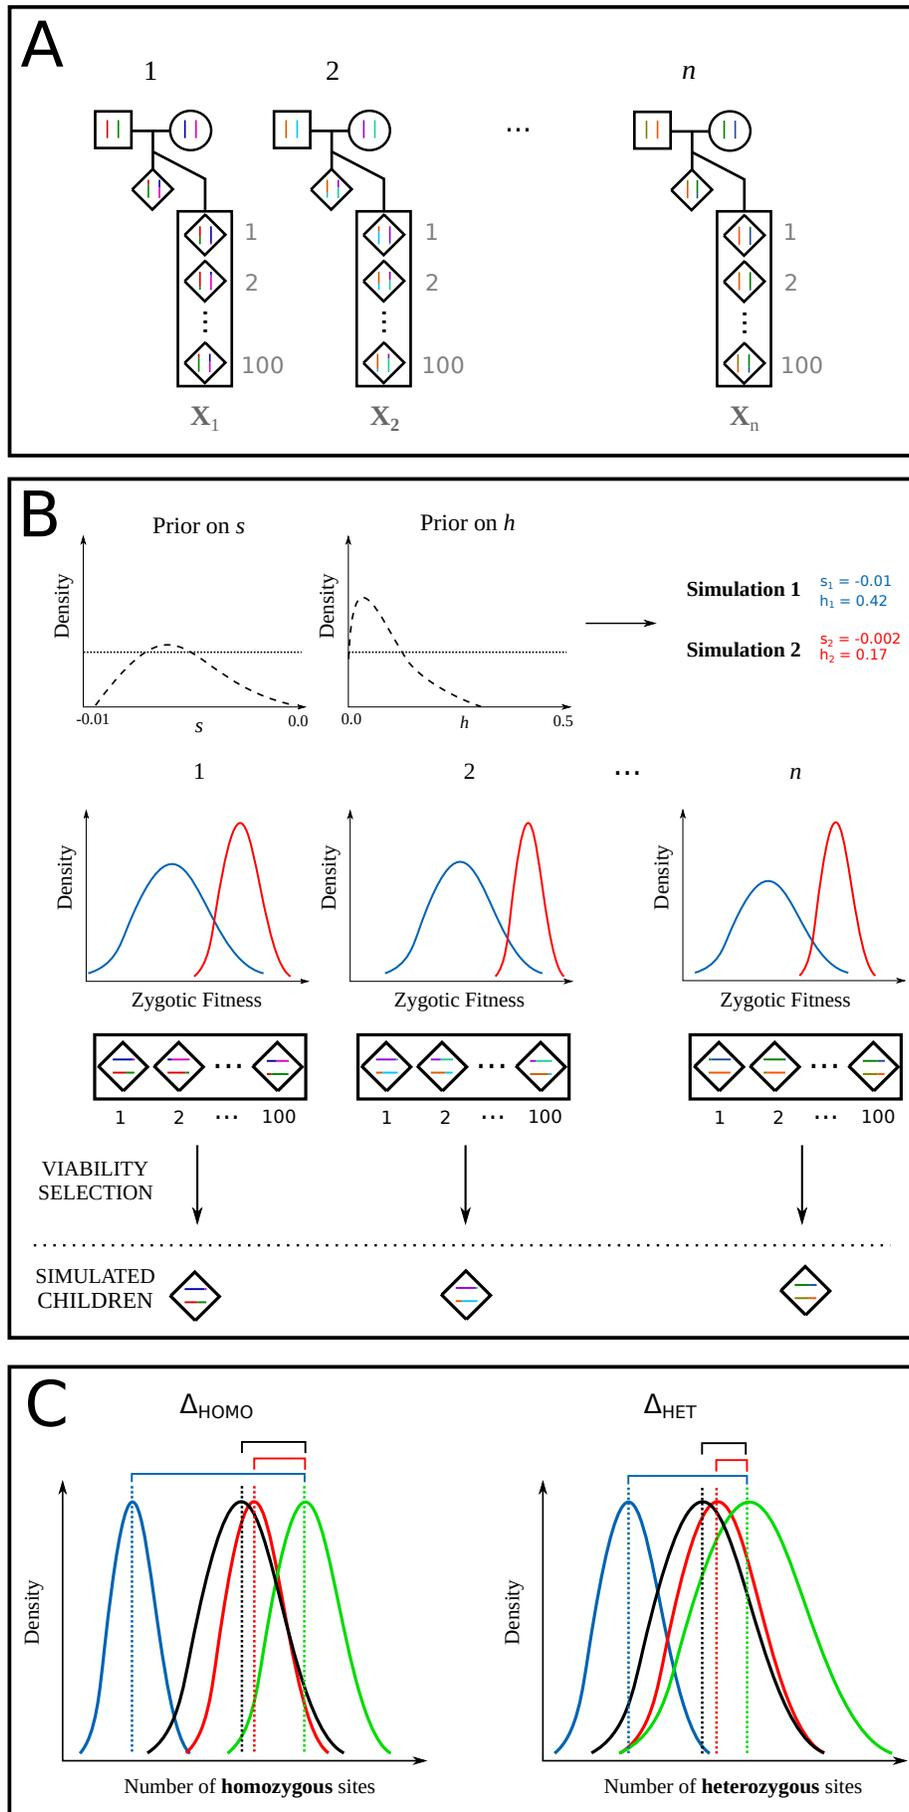 A
1 2 ... n
1 1 1
2 2 2
100 100 100
X1 X2 Xn
B
Prior on s Prior on h
Density Density
Simulation 1 s1 = -0.01
h1 = 0.42
Simulation 2 s2 = -0.002
h2 = 0.17
-0.01 s 0.0 0.0 h 0.5
1 2 ... n
Density Density Density
Zygotic Fitness Zygotic Fitness Zygotic Fitness
... ... ...
1 2 ... 100 1 2 ... 100 1 2 ... 100
VIABILITY
SELECTION
SIMULATED
CHILDREN
C
ΔHOMO ΔHET
Density Density
Number of homozygous sites Number of heterozygous sites